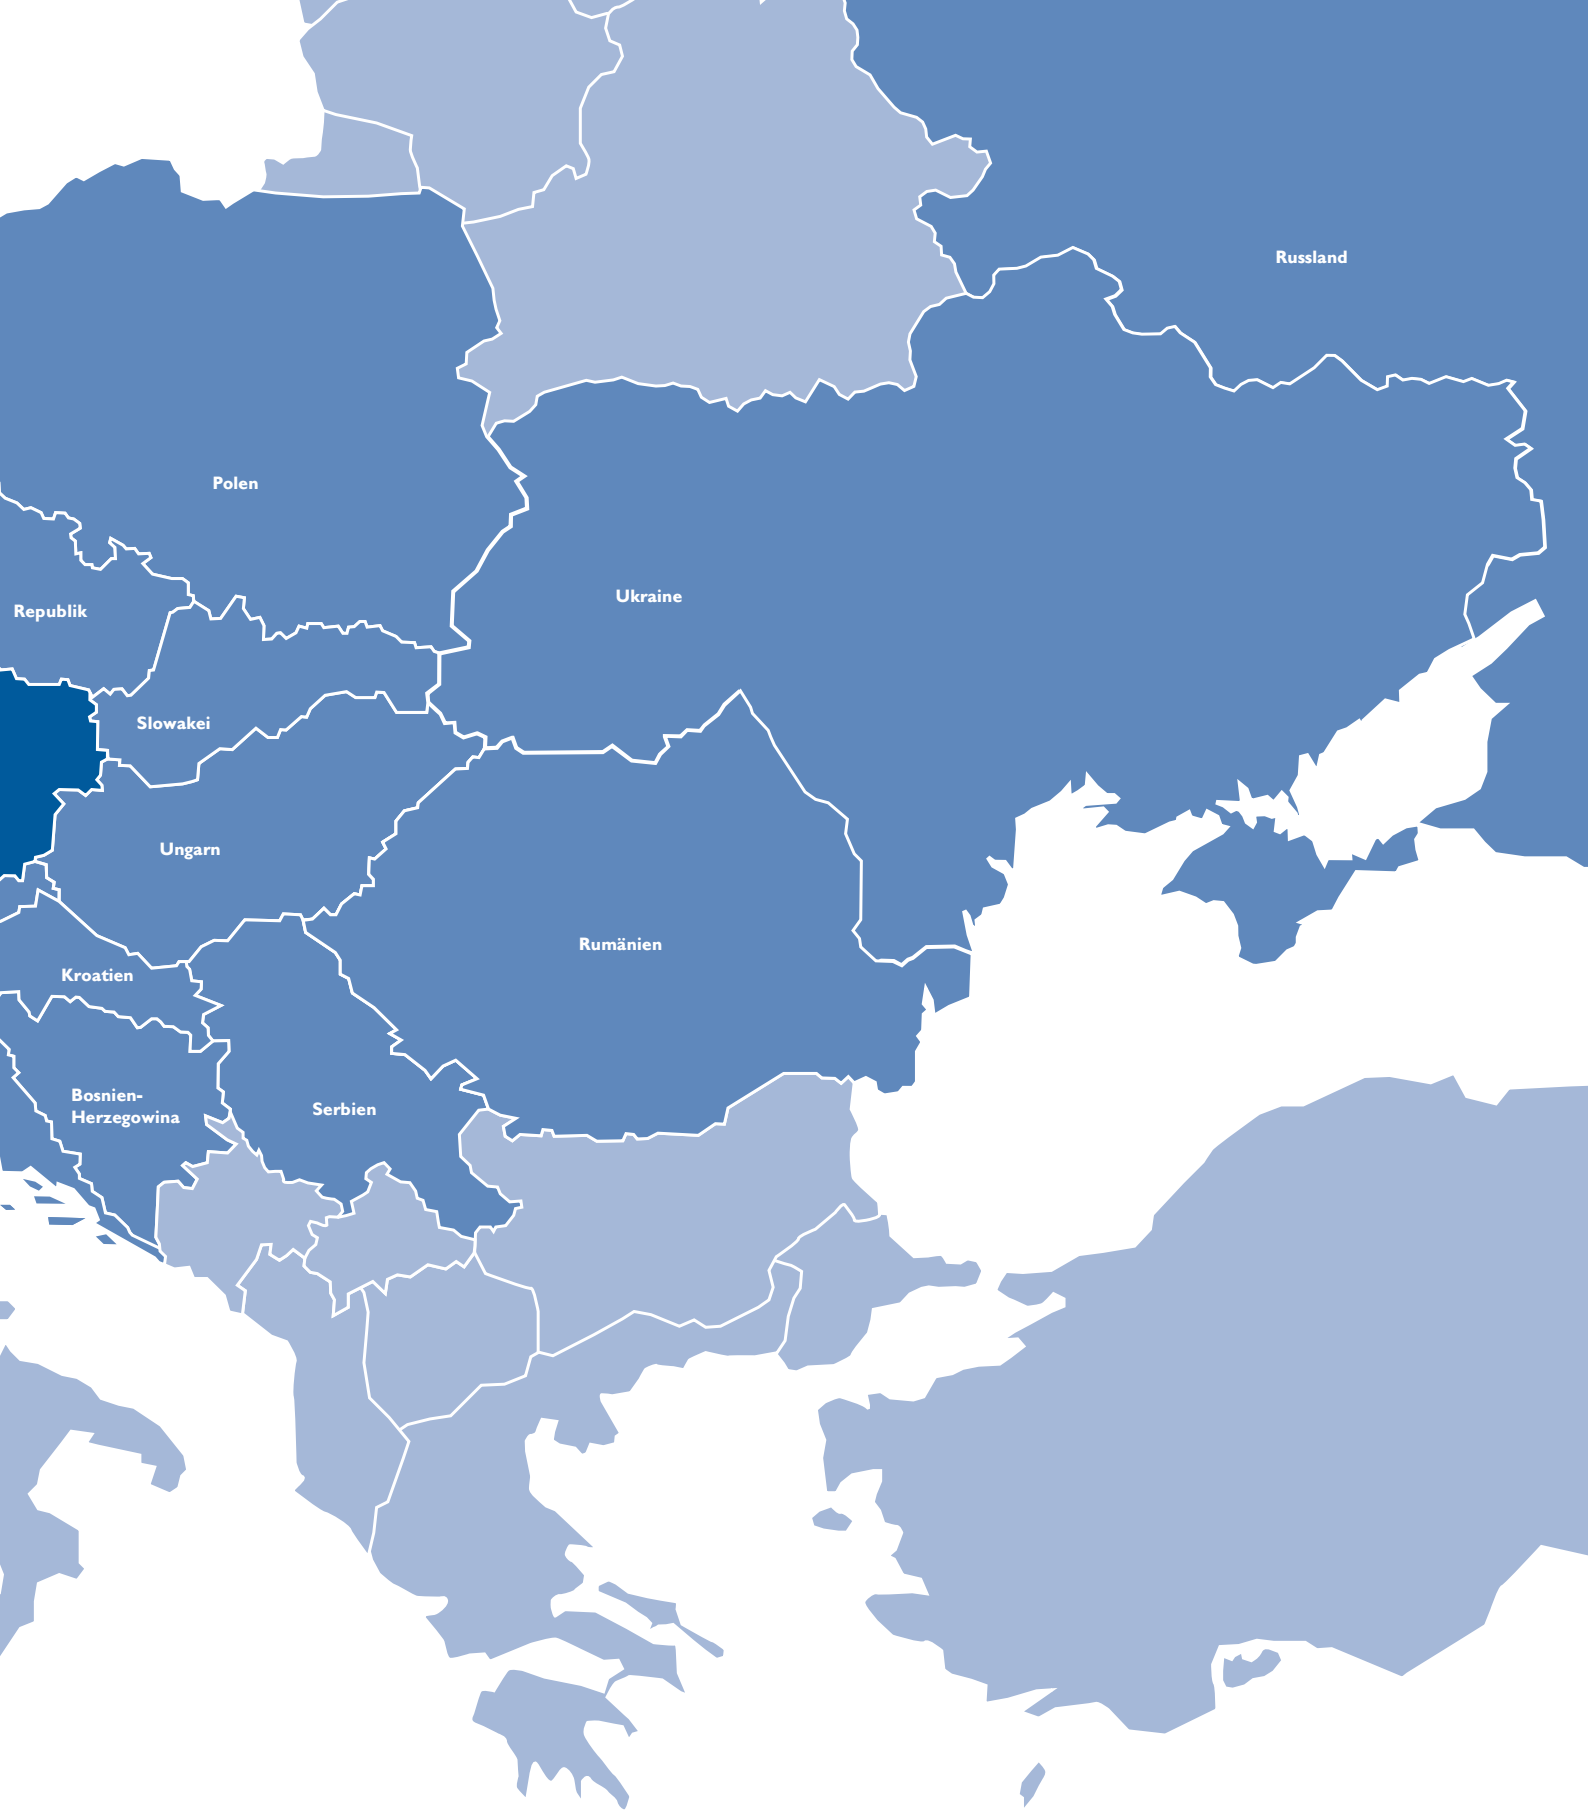 Russland
Polen
Ukraine
Republik
Slowakei
Ungarn
Rumänien
Kroatien
Bosnien-
Herzegowina
Serbien